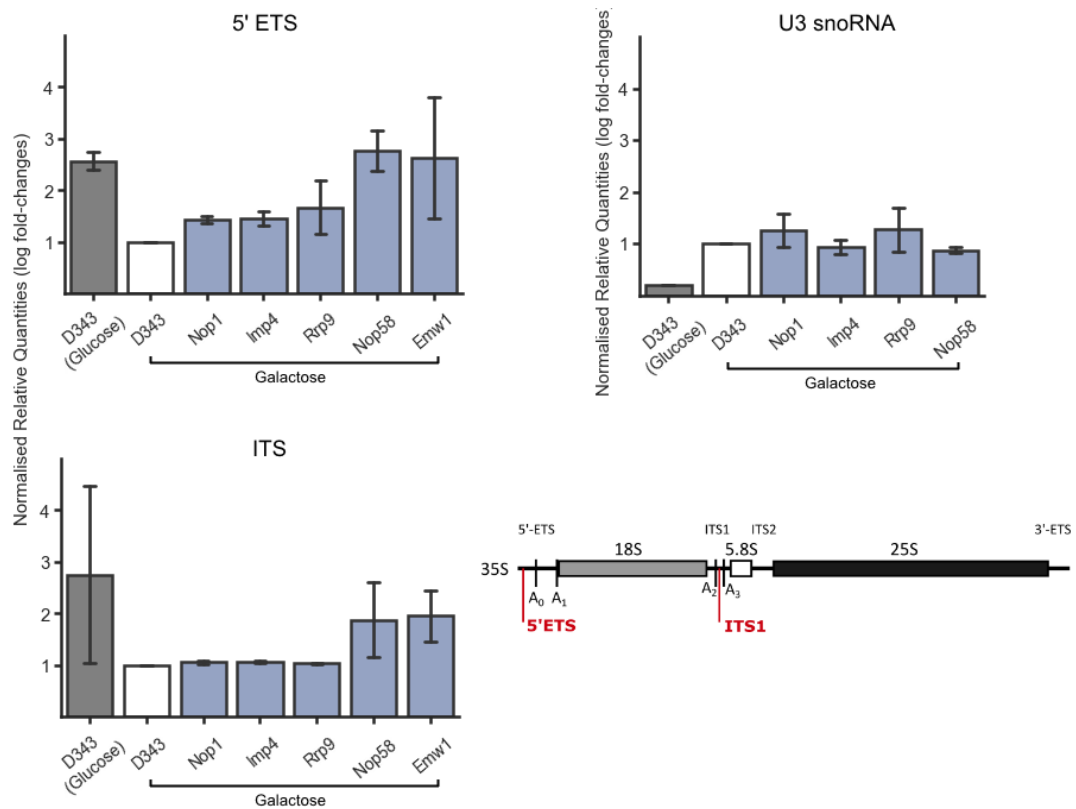 5' ETS
Normalised Relative Quantities (log fold-changes)
4
3
2
1
D343
(Glucose)
D343
Nop1
Imp4
Rrp9
Nop58
Emw1
Galactose
U3 snoRNA
Normalised Relative Quantities (log fold-changes)
4
3
2
1
D343
(Glucose)
D343
Nop1
Imp4
Rrp9
Nop58
Galactose
ITS
4
3
2
1
D343
(Glucose)
D343
Nop1
Imp4
Rrp9
Nop58
Emw1
Galactose
5'-ETS ITS1 ITS2 3'-ETS
18S 5.8S 25S
35S
A0 A1 A2 A3
5'ETS ITS1